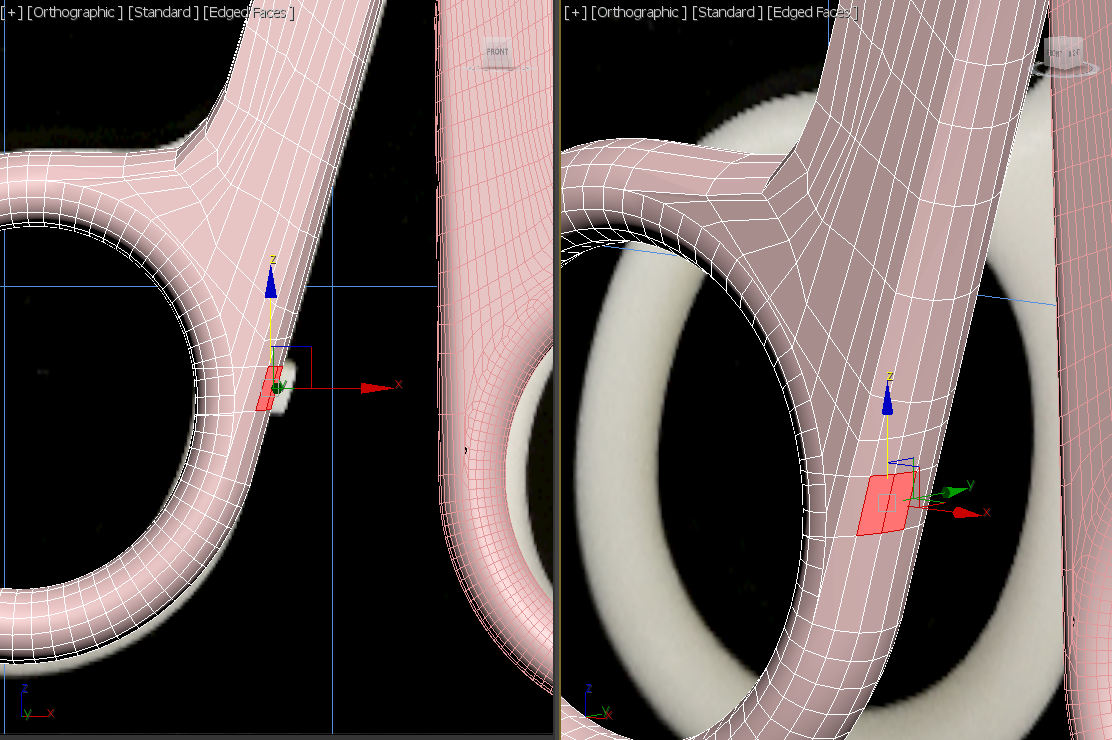 [+] [Orthographic ] [Standard ] [Edged Faces ]
FRONT
z
y
x
z
x
y
[+] [Orthographic ] [Standard ] [Edged Faces ]
z
y
x
z
y
x